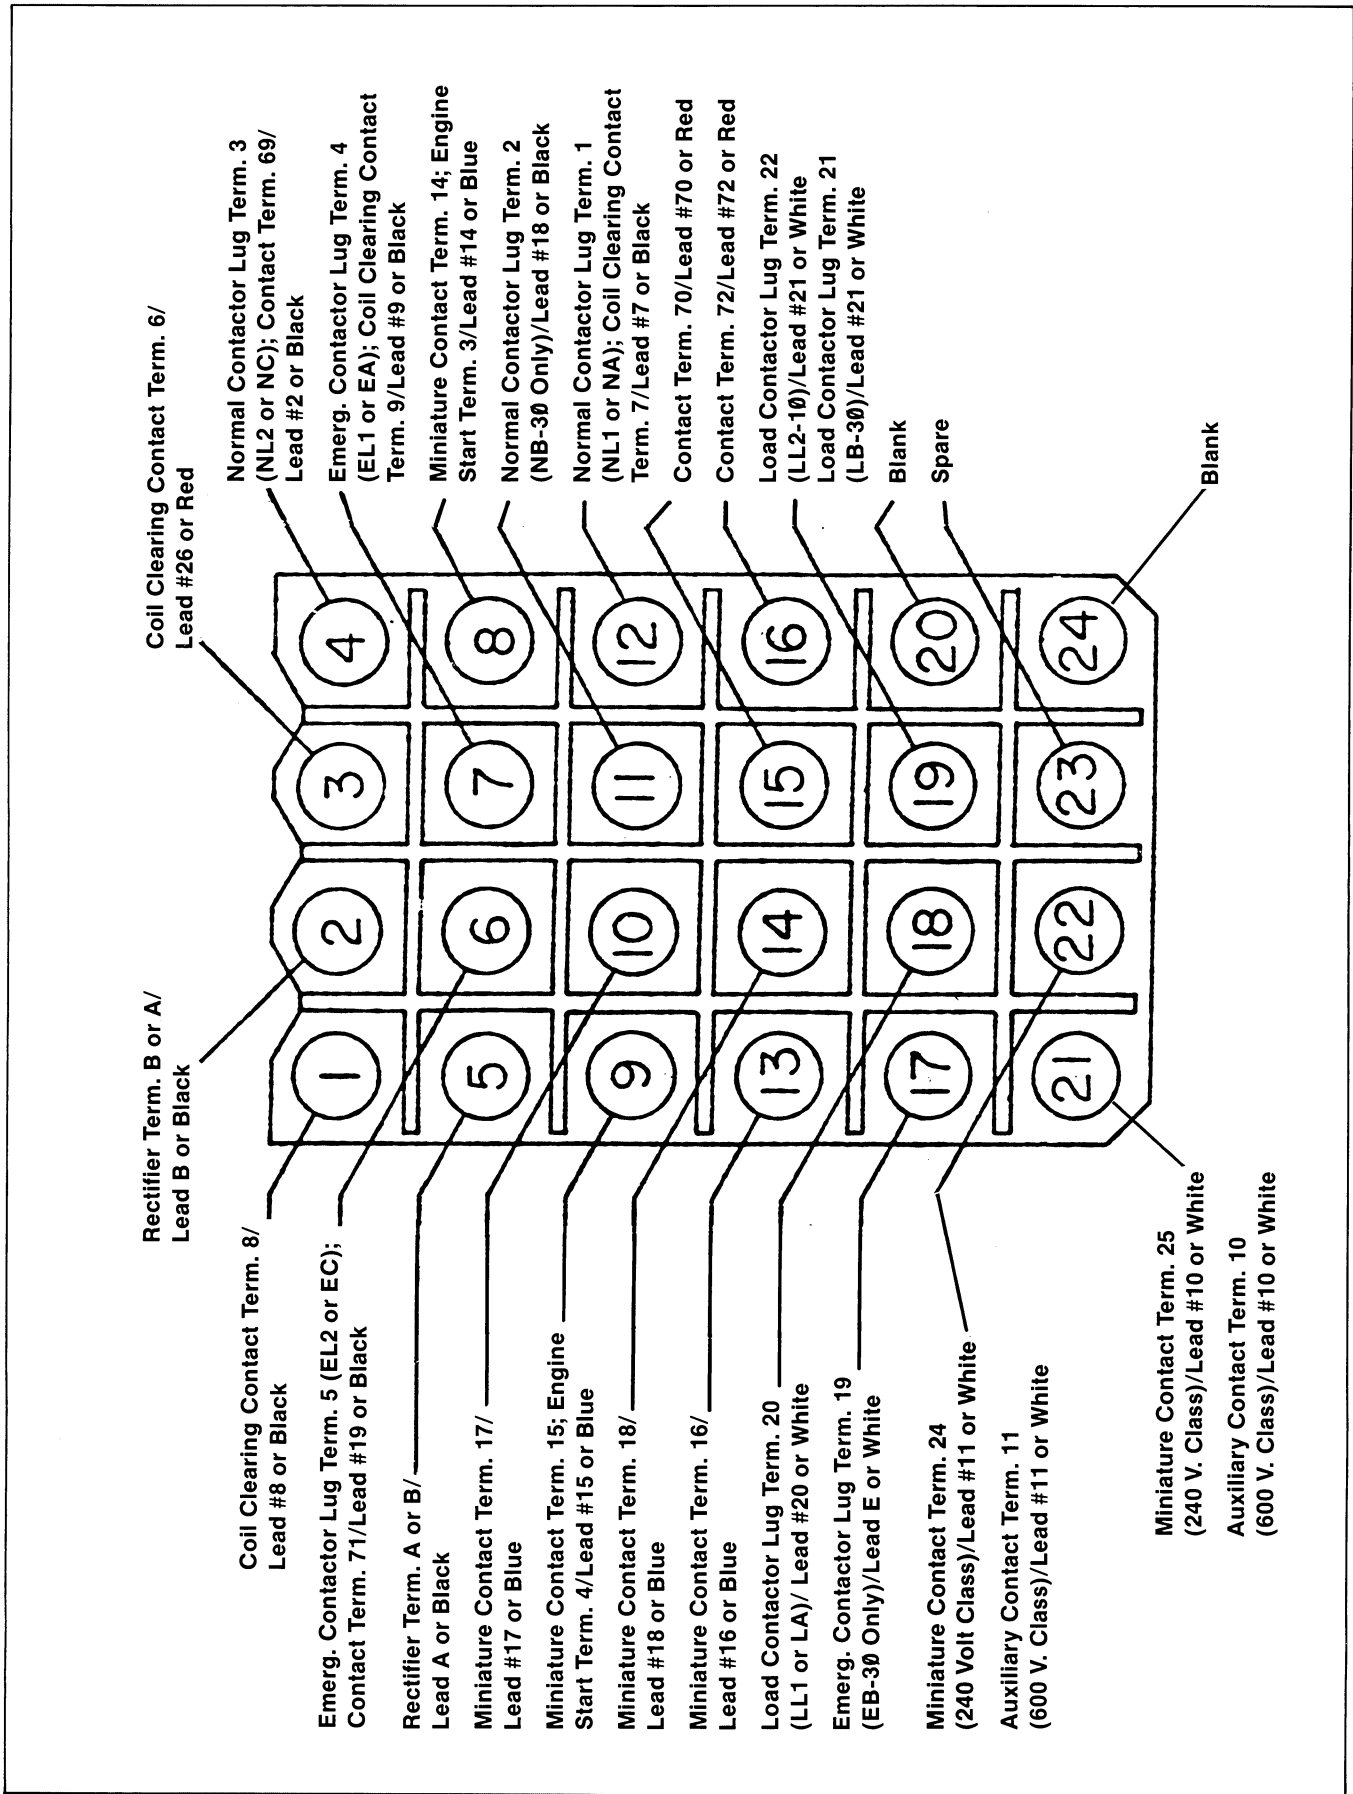 Rectifier Term. B or A/
Lead B or Black
Coil Clearing Contact Term. 6/
Lead #26 or Red
Coil Clearing Contact Term. 8/
Lead #8 or Black
Emerg. Contactor Lug Term. 5 (EL2 or EC);
Contact Term. 71/Lead #19 or Black
Rectifier Term. A or B/
Lead A or Black
Miniature Contact Term. 17/
Lead #17 or Blue
Miniature Contact Term. 15; Engine
Start Term. 4/Lead #15 or Blue
Miniature Contact Term. 18/
Lead #18 or Blue
Miniature Contact Term. 16/
Lead #16 or Blue
Load Contactor Lug Term. 20
(LL1 or LA)/ Lead #20 or White
Emerg. Contactor Lug Term. 19
(EB-3Ø Only)/Lead E or White
Miniature Contact Term. 24
(240 Volt Class)/Lead #11 or White
Auxiliary Contact Term. 11
(600 V. Class)/Lead #11 or White
Miniature Contact Term. 25
(240 V. Class)/Lead #10 or White
Auxiliary Contact Term. 10
(600 V. Class)/Lead #10 or White
1 2 3 4
5 6 7 8
9 10 11 12
13 14 15 16
17 18 19 20
21 22 23 24
Normal Contactor Lug Term. 3
(NL2 or NC); Contact Term. 69/
Lead #2 or Black
Emerg. Contactor Lug Term. 4
(EL1 or EA); Coil Clearing Contact
Term. 9/Lead #9 or Black
Miniature Contact Term. 14; Engine
Start Term. 3/Lead #14 or Blue
Normal Contactor Lug Term. 2
(NB-3Ø Only)/Lead #18 or Black
Normal Contactor Lug Term. 1
(NL1 or NA); Coil Clearing Contact
Term. 7/Lead #7 or Black
Contact Term. 70/Lead #70 or Red
Contact Term. 72/Lead #72 or Red
Load Contactor Lug Term. 22
(LL2-1Ø)/Lead #21 or White
Load Contactor Lug Term. 21
(LB-3Ø)/Lead #21 or White
Blank
Spare
Blank